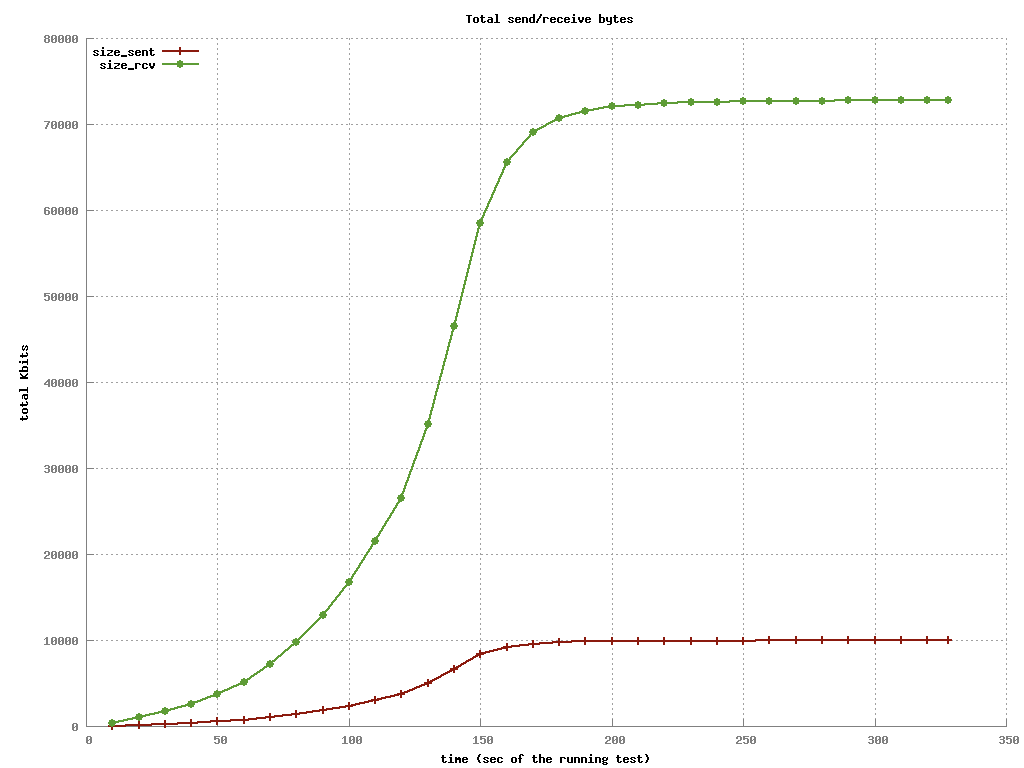 Total send/receive bytes
80000
size_sent
size_rcv
70000
60000
50000
total Kbits
40000
30000
20000
10000
0
0 50 100 150 200 250 300 350
time (sec of the running test)